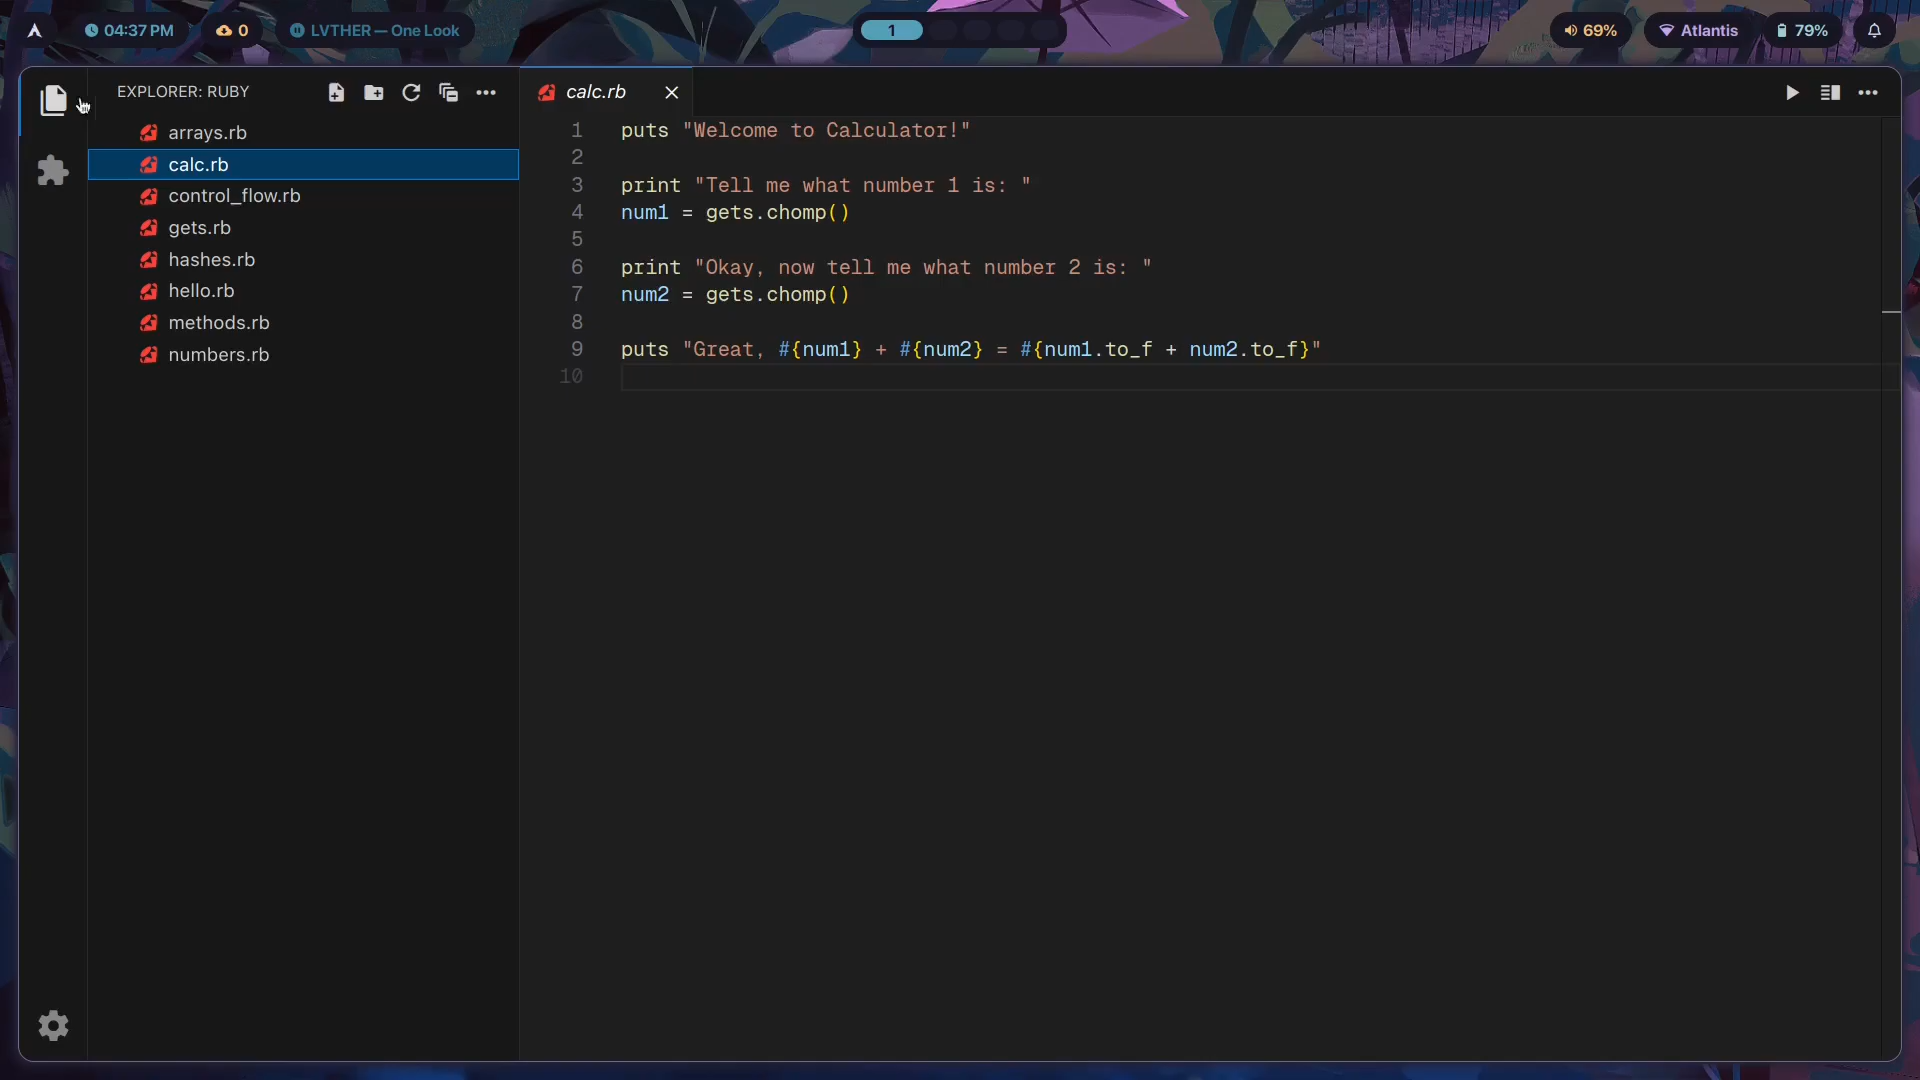 04:37 PM 0 LVTHER — One Look 1 69% Atlantis 79%
EXPLORER: RUBY
arrays.rb
calc.rb
control_flow.rb
gets.rb
hashes.rb
hello.rb
methods.rb
numbers.rb
calc.rb
1 puts "Welcome to Calculator!"
2
3 print "Tell me what number 1 is: "
4 num1 = gets.chomp()
5
6 print "Okay, now tell me what number 2 is: "
7 num2 = gets.chomp()
8
9 puts "Great, #{num1} + #{num2} = #{num1.to_f + num2.to_f}"
10